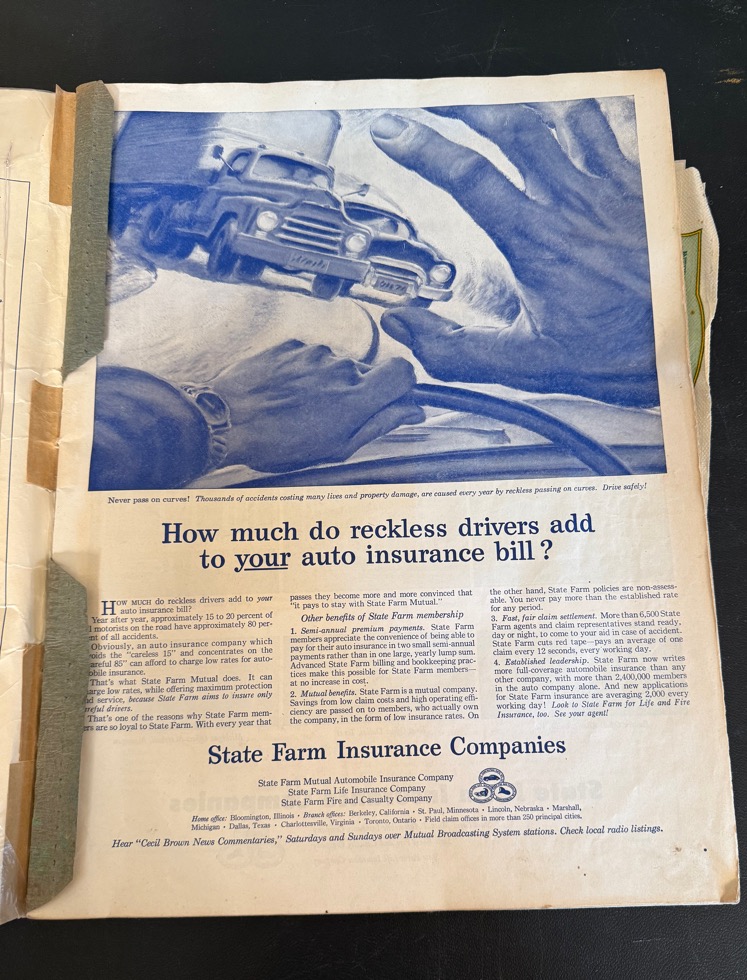 Never pass on curves! Thousands of accidents costing many lives and property damage, are caused every year by reckless passing on curves. Drive safely!
How much do reckless drivers add
to your auto insurance bill?
HOW MUCH do reckless drivers add to your
auto insurance bill?
Year after year, approximately 15 to 20 percent of
motorists on the road have approximately 80 per-
of all accidents.
Obviously, an auto insurance company which
the "careless 15" and concentrates on the
85" can afford to charge low rates for auto-
insurance.
That's what State Farm Mutual does. It can
low rates, while offering maximum protection
service, because State Farm aims to insure only
drivers.
That's one of the reasons why State Farm mem-
are so loyal to State Farm. With every year that
passes they become more and more convinced that
"it pays to stay with State Farm Mutual."
Other benefits of State Farm membership
1. Semi-annual premium payments. State Farm
members appreciate the convenience of being able to
pay for their auto insurance in two small semi-annual
payments rather than in one large, yearly lump sum.
Advanced State Farm billing and bookkeeping prac-
tices make this possible for State Farm members—
at no increase in cost.
2. Mutual benefits. State Farm is a mutual company.
Savings from low claim costs and high operating effi-
ciency are passed on to members, who actually own
the company, in the form of low insurance rates. On
the other hand, State Farm policies are non-assess-
able. You never pay more than the established rate
for any period.
3. Fast, fair claim settlement. More than 6,500 State
Farm agents and claim representatives stand ready,
day or night, to come to your aid in case of accident.
State Farm cuts red tape—pays an average of one
claim every 12 seconds, every working day.
4. Established leadership. State Farm now writes
more full-coverage automobile insurance than any
other company, with more than 2,400,000 members
in the auto company alone. And new applications
for State Farm insurance are averaging 2,000 every
working day! Look to State Farm for Life and Fire
Insurance, too. See your agent!
State Farm Insurance Companies
State Farm Mutual Automobile Insurance Company
State Farm Life Insurance Company
State Farm Fire and Casualty Company
Home office: Bloomington, Illinois • Branch offices: Berkeley, California • St. Paul, Minnesota • Lincoln, Nebraska • Marshall,
Michigan • Dallas, Texas • Charlottesville, Virginia • Toronto, Ontario • Field claim offices in more than 250 principal cities.
Hear "Cecil Brown News Commentaries," Saturdays and Sundays over Mutual Broadcasting System stations. Check local radio listings.